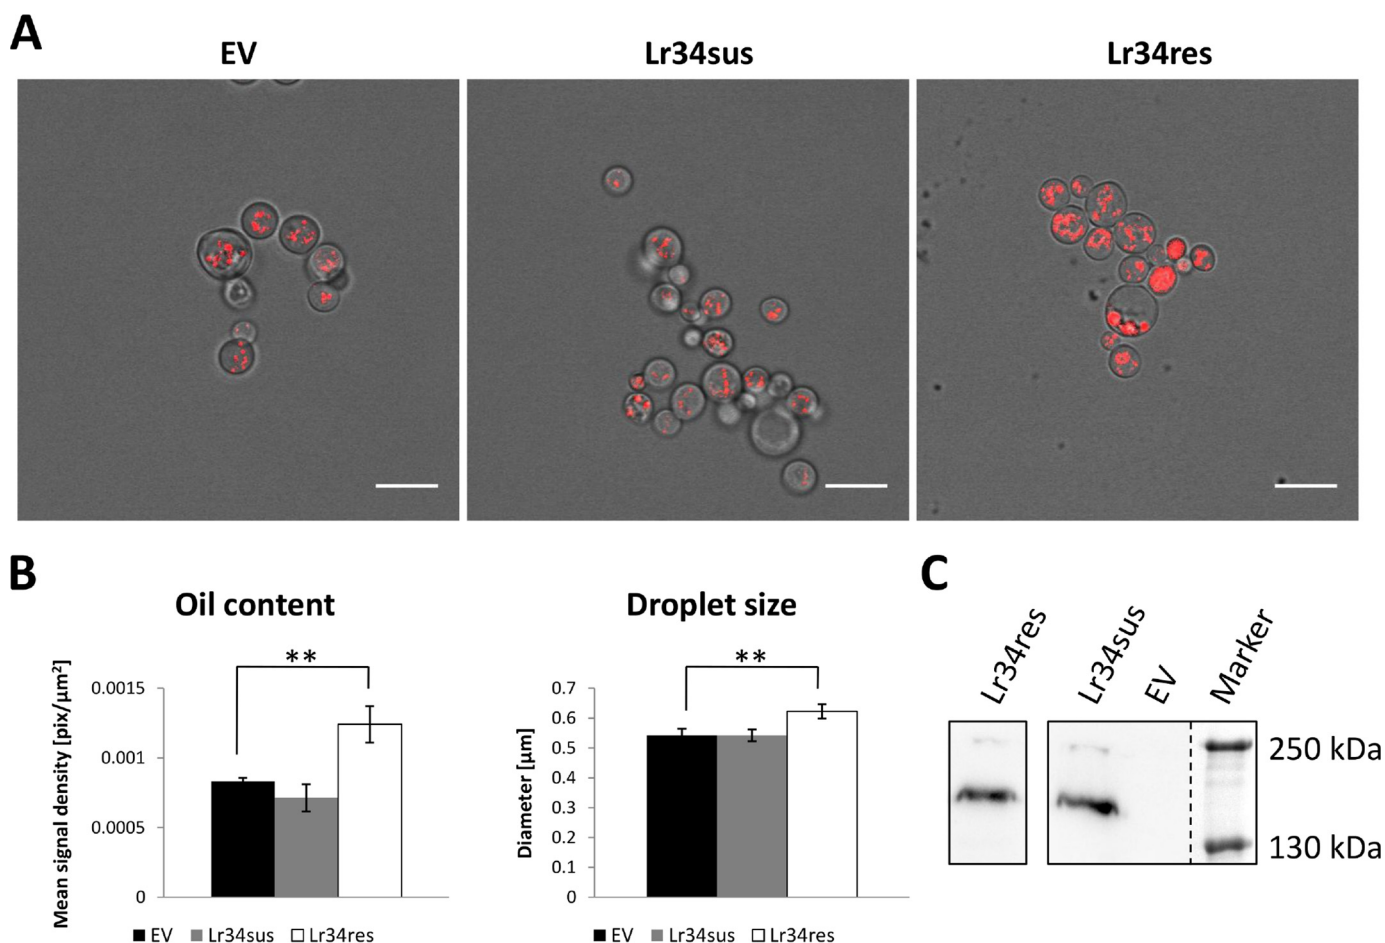 A
EV Lr34sus Lr34res
B
Oil content
Mean signal density [pix/µm²]
0.0015
0.001
0.0005
0
**
EV Lr34sus Lr34res
Droplet size
Diameter [µm]
0.7
0.6
0.5
0.4
0.3
0.2
0.1
0
**
EV Lr34sus Lr34res
C
Lr34res Lr34sus EV Marker
250 kDa
130 kDa